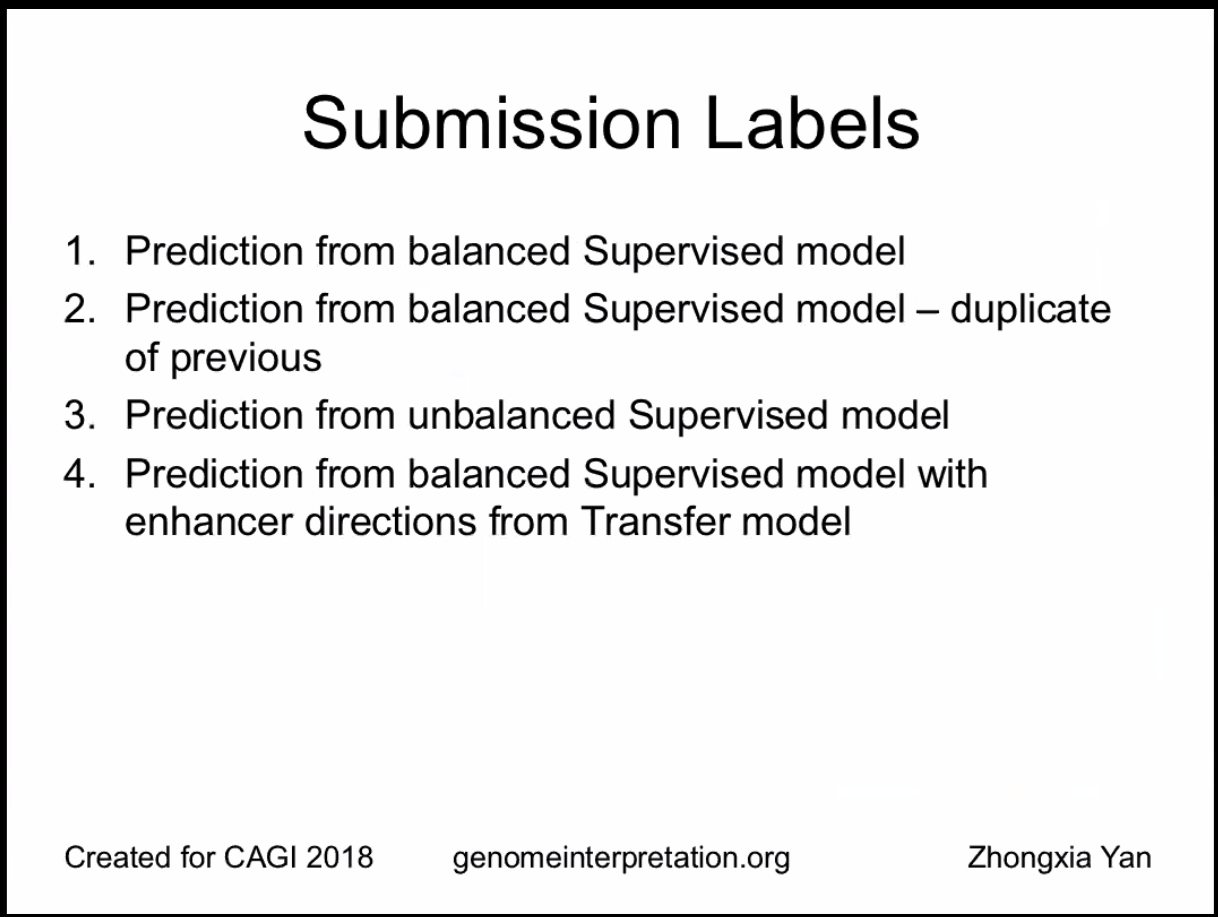 Submission Labels
1. Prediction from balanced Supervised model
2. Prediction from balanced Supervised model – duplicate
of previous
3. Prediction from unbalanced Supervised model
4. Prediction from balanced Supervised model with
enhancer directions from Transfer model
Created for CAGI 2018 genomeinterpretation.org Zhongxia Yan